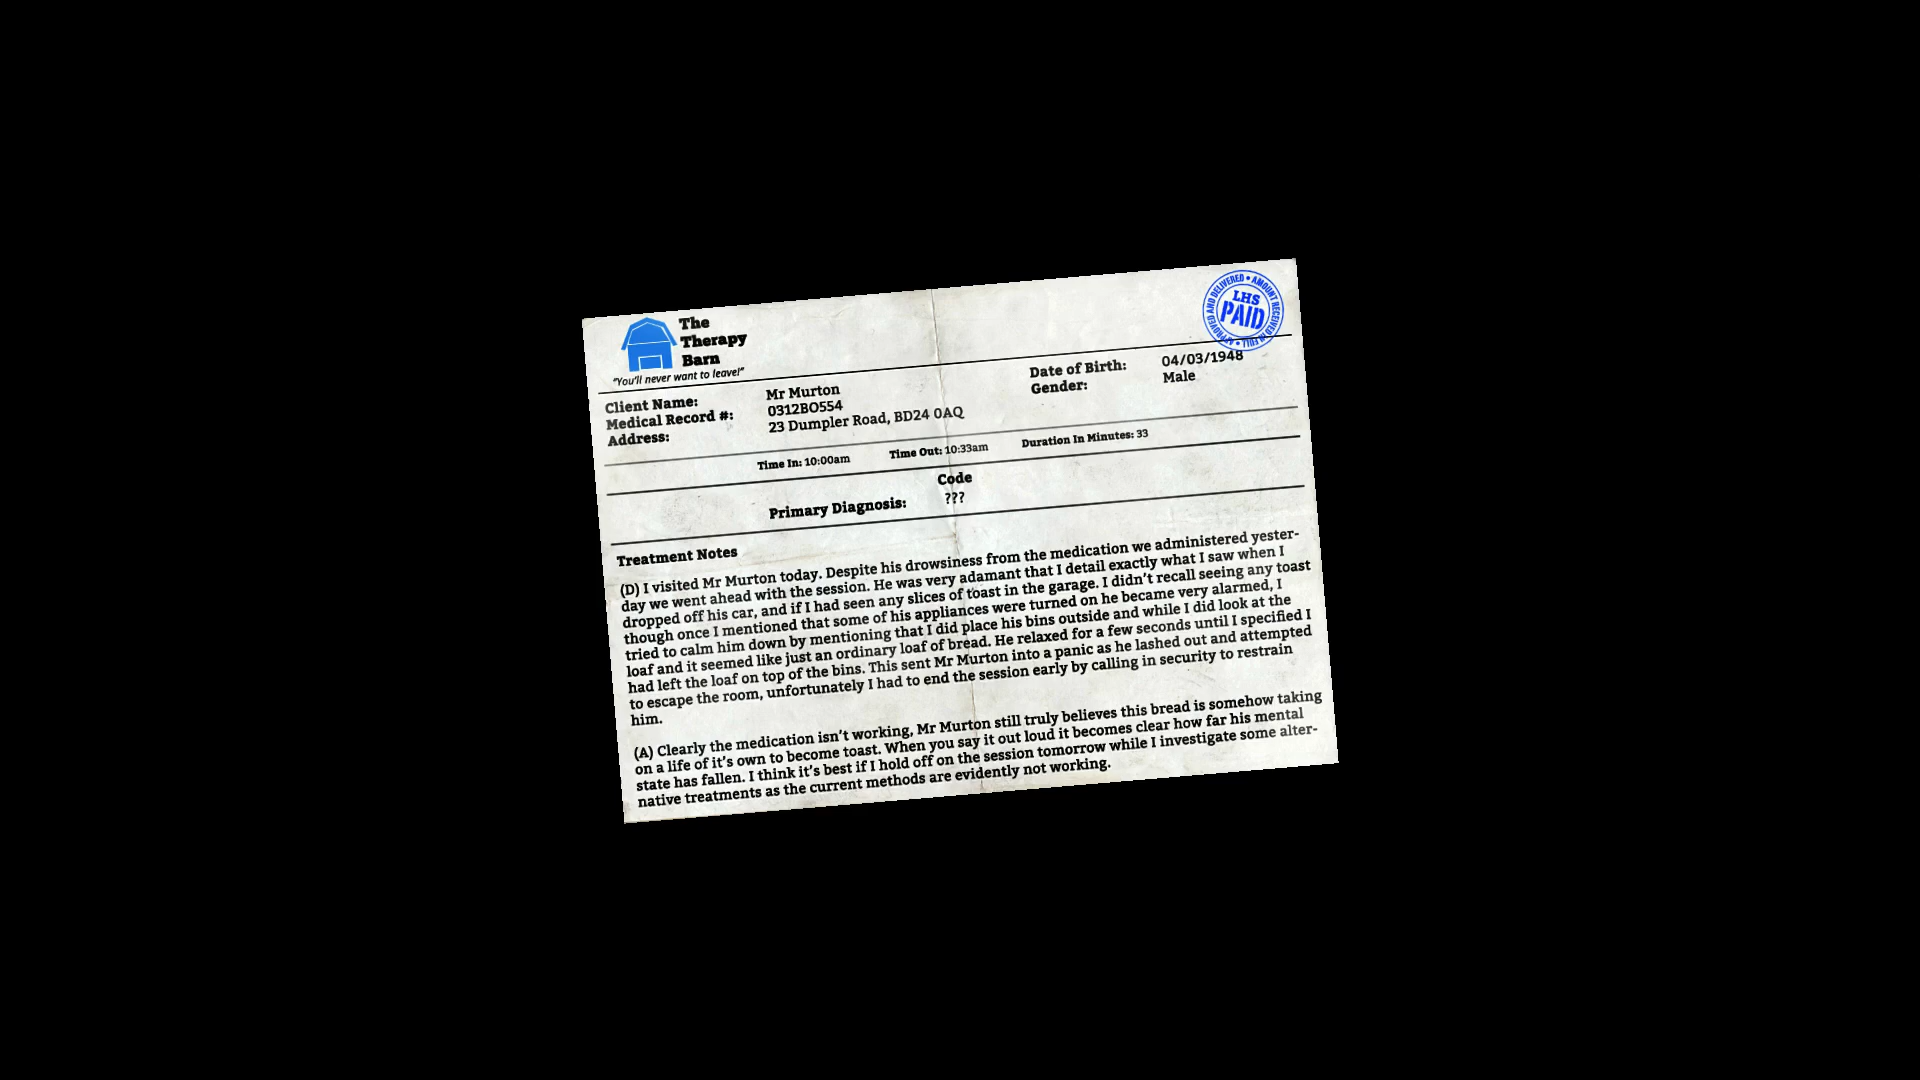 The
Therapy
Barn
"You'll never want to leave!"
APPROVED AND DELIVERED • AMOUNT RECEIVED IN FULL •
LHS
PAID
Client Name: Mr Murton
Medical Record #: 0312BO554
Address: 23 Dumpler Road, BD24 0AQ
Date of Birth: 04/03/1948
Gender: Male
Time In: 10:00am Time Out: 10:33am Duration In Minutes: 33
Code
Primary Diagnosis: ???
Treatment Notes
(D) I visited Mr Murton today. Despite his drowsiness from the medication we administered yester-
day we went ahead with the session. He was very adamant that I detail exactly what I saw when I
dropped off his car, and if I had seen any slices of toast in the garage. I didn't recall seeing any toast
though once I mentioned that some of his appliances were turned on he became very alarmed, I
tried to calm him down by mentioning that I did place his bins outside and while I did look at the
loaf and it seemed like just an ordinary loaf of bread. He relaxed for a few seconds until I specified I
had left the loaf on top of the bins. This sent Mr Murton into a panic as he lashed out and attempted
to escape the room, unfortunately I had to end the session early by calling in security to restrain
him.
(A) Clearly the medication isn't working, Mr Murton still truly believes this bread is somehow taking
on a life of it's own to become toast. When you say it out loud it becomes clear how far his mental
state has fallen. I think it's best if I hold off on the session tomorrow while I investigate some alter-
native treatments as the current methods are evidently not working.